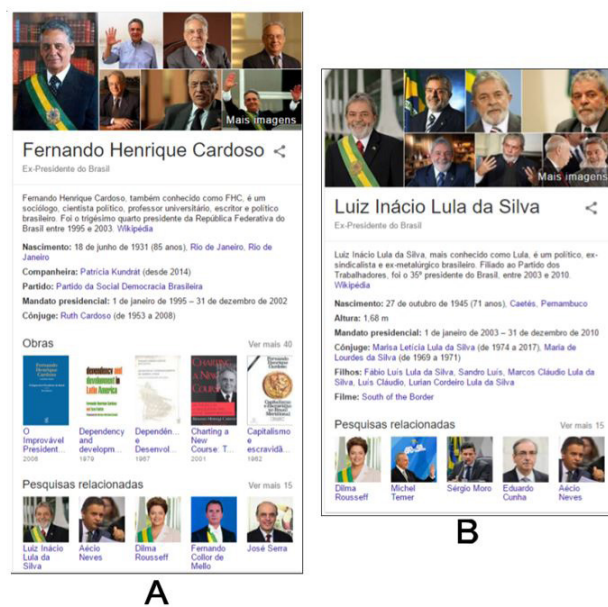 Mais imagens
Fernando Henrique Cardoso
Ex-Presidente do Brasil
Fernando Henrique Cardoso, também conhecido como FHC, é um
sociólogo, cientista político, professor universitário, escritor e político
brasileiro. Foi o trigésimo quarto presidente da República Federativa do
Brasil entre 1995 e 2003. Wikipédia
Nascimento: 18 de junho de 1931 (85 anos), Rio de Janeiro, Rio de
Janeiro
Companheira: Patrícia Kundrát (desde 2014)
Partido: Partido da Social Democracia Brasileira
Mandato presidencial: 1 de janeiro de 1995 – 31 de dezembro de 2002
Cônjuge: Ruth Cardoso (de 1953 a 2008)
Obras
Ver mais 40
dependency and
development in
Latin America
CHARTING
A NEW
COURSE
O
Improvável
President...
2006
Dependency
and
developm...
1979
Dependên...
e
Desenvol...
1967
Charting a
New
Course: T...
2001
Capitalismo
e
escravidã...
1962
Pesquisas relacionadas
Ver mais 15
Luiz Inácio
Lula da
Silva
Aécio
Neves
Dilma
Rousseff
Fernando
Collor de
Mello
José Serra
A
Mais imagens
Luiz Inácio Lula da Silva
Ex-Presidente do Brasil
Luiz Inácio Lula da Silva, mais conhecido como Lula, é um político, ex-
sindicalista e ex-metalúrgico brasileiro. Filiado ao Partido dos
Trabalhadores, foi o 35º presidente do Brasil, entre 2003 e 2010.
Wikipédia
Nascimento: 27 de outubro de 1945 (71 anos), Caetés, Pernambuco
Altura: 1,68 m
Mandato presidencial: 1 de janeiro de 2003 – 31 de dezembro de 2010
Cônjuge: Marisa Letícia Lula da Silva (de 1974 a 2017), Maria de
Lourdes da Silva (de 1969 a 1971)
Filhos: Fábio Luís Lula da Silva, Sandro Luis, Marcos Cláudio Lula da
Silva, Luís Cláudio, Lurian Cordeiro Lula da Silva
Filme: South of the Border
Pesquisas relacionadas
Ver mais 15
Dilma
Rousseff
Michel
Temer
Sérgio Moro
Eduardo
Cunha
Aécio
Neves
B